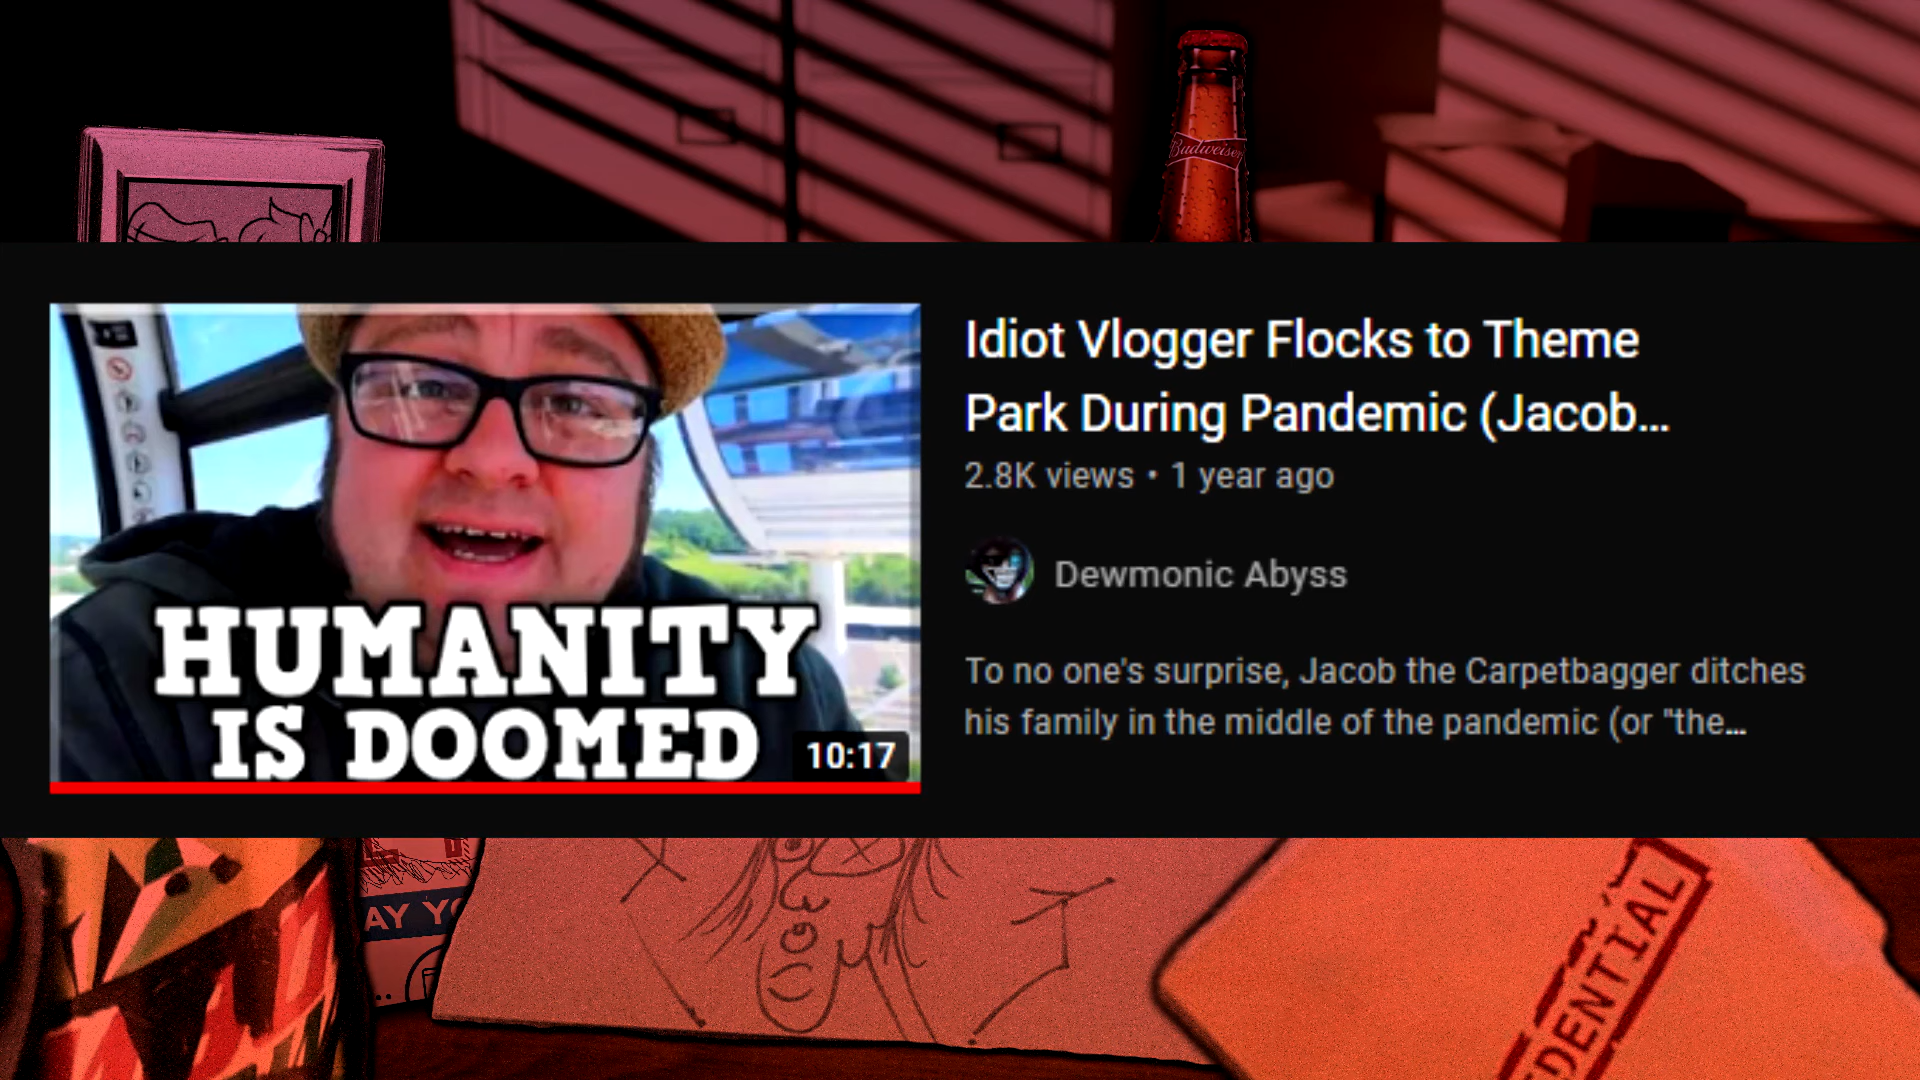 Budweiser
HUMANITY
IS DOOMED
10:17
Idiot Vlogger Flocks to Theme
Park During Pandemic (Jacob...
2.8K views • 1 year ago
Dewmonic Abyss
To no one's surprise, Jacob the Carpetbagger ditches
his family in the middle of the pandemic (or "the...
AY YO
DENTIAL